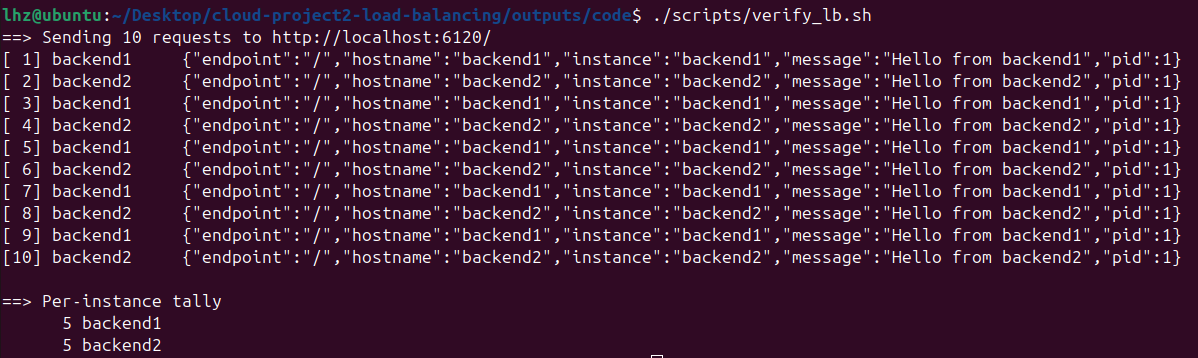 lhz@ubuntu:~/Desktop/cloud-project2-load-balancing/outputs/code$ ./scripts/verify_lb.sh
==> Sending 10 requests to http://localhost:6120/
[ 1] backend1     {"endpoint":"/","hostname":"backend1","instance":"backend1","message":"Hello from backend1","pid":1}
[ 2] backend2     {"endpoint":"/","hostname":"backend2","instance":"backend2","message":"Hello from backend2","pid":1}
[ 3] backend1     {"endpoint":"/","hostname":"backend1","instance":"backend1","message":"Hello from backend1","pid":1}
[ 4] backend2     {"endpoint":"/","hostname":"backend2","instance":"backend2","message":"Hello from backend2","pid":1}
[ 5] backend1     {"endpoint":"/","hostname":"backend1","instance":"backend1","message":"Hello from backend1","pid":1}
[ 6] backend2     {"endpoint":"/","hostname":"backend2","instance":"backend2","message":"Hello from backend2","pid":1}
[ 7] backend1     {"endpoint":"/","hostname":"backend1","instance":"backend1","message":"Hello from backend1","pid":1}
[ 8] backend2     {"endpoint":"/","hostname":"backend2","instance":"backend2","message":"Hello from backend2","pid":1}
[ 9] backend1     {"endpoint":"/","hostname":"backend1","instance":"backend1","message":"Hello from backend1","pid":1}
[10] backend2     {"endpoint":"/","hostname":"backend2","instance":"backend2","message":"Hello from backend2","pid":1}

==> Per-instance tally
      5 backend1
      5 backend2